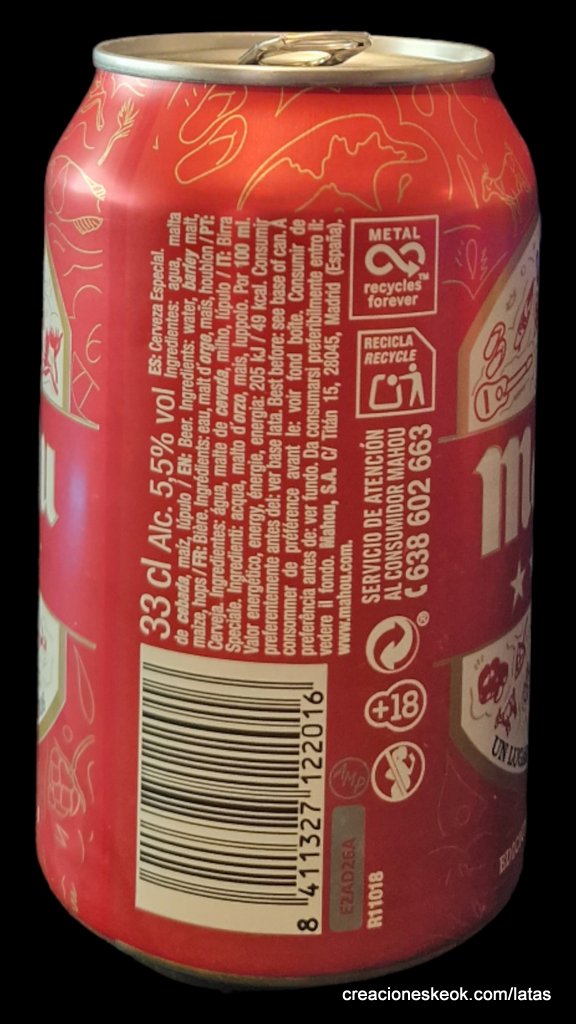 33 cl Alc. 5,5% vol ES: Cerveza Especial.
Ingredientes: agua, malta
de cebada, maíz, lúpulo / EN: Beer. Ingredients: water, barley malt,
maize, hops / FR: Bière. Ingrédients: eau, malt d'orge, maïs, houblon / PT:
Cerveja. Ingredientes: água, malte de cevada, milho, lúpulo / IT: Birra
Speciale. Ingredienti: acqua, malto d'orzo, mais, luppolo. Por 100 ml.
Valor energético, energy, énergie, energia: 205 kJ / 49 kcal. Consumir
preferentemente antes del: ver base lata. Best before: see base of can. À
consommer de préférence avant le: voir fond boîte. Consumir de
preferência antes de: ver fundo. Da consumarsi preferibilmente entro il:
vedere il fondo. Mahou, S.A. C/ Titán 15, 28045, Madrid (España).
www.mahou.com.
METAL
recycles™
forever
RECICLA
RECYCLE
SERVICIO DE ATENCIÓN
AL CONSUMIDOR MAHOU
638 602 663
®
+18
8 411327 122016
AMP
E2AD26A
R11018
u
m
UN LUG
EDICI
creacioneskeok.com/latas